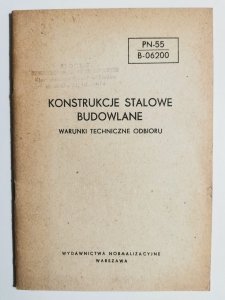 PN-55
B-06200
KONSTRUKCJE STALOWE
BUDOWLANE
WARUNKI TECHNICZNE ODBIORU
WYDAWNICTWA NORMALIZACYJNE
WARSZAWA